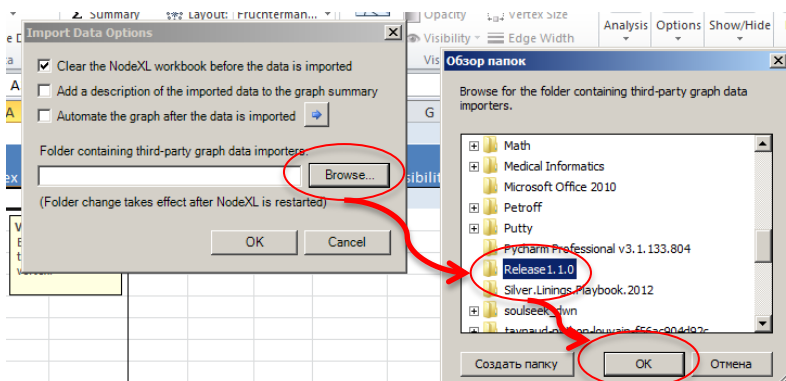 Σ Summary
Layout: Fruchterman...
Opacity
Vertex Size
Visibility
Edge Width
Analysis
Options
Show/Hide
Import Data Options
Clear the NodeXL workbook before the data is imported
Add a description of the imported data to the graph summary
Automate the graph after the data is imported
Folder containing third-party graph data importers:
Browse...
(Folder change takes effect after NodeXL is restarted)
OK
Cancel
A
A
G
Обзор папок
Browse for the folder containing third-party graph data
importers.
Math
Medical Informatics
Microsoft Office 2010
Petroff
Putty
Pycharm Professional v3.1.133.804
Release1.1.0
Silver.Linings.Playbook.2012
soulseek_dwn
taynaud-python-louvain-f56ac904d92c
Создать папку
OK
Отмена